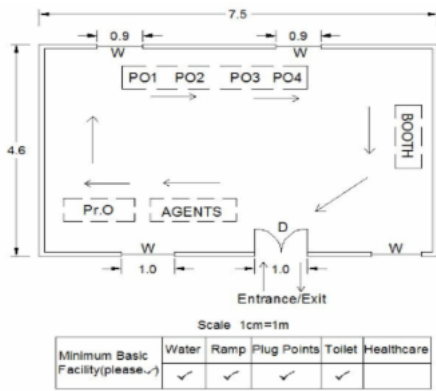 7.5
0.9 0.9
W W
PO1 PO2 PO3 PO4
4.6
BOOTH
Pr.O AGENTS
D
W W
1.0 1.0
Entrance/Exit
Scale 1cm=1m
Minimum Basic Facility(please ✓) Water Ramp Plug Points Toilet Healthcare
✓ ✓ ✓ ✓